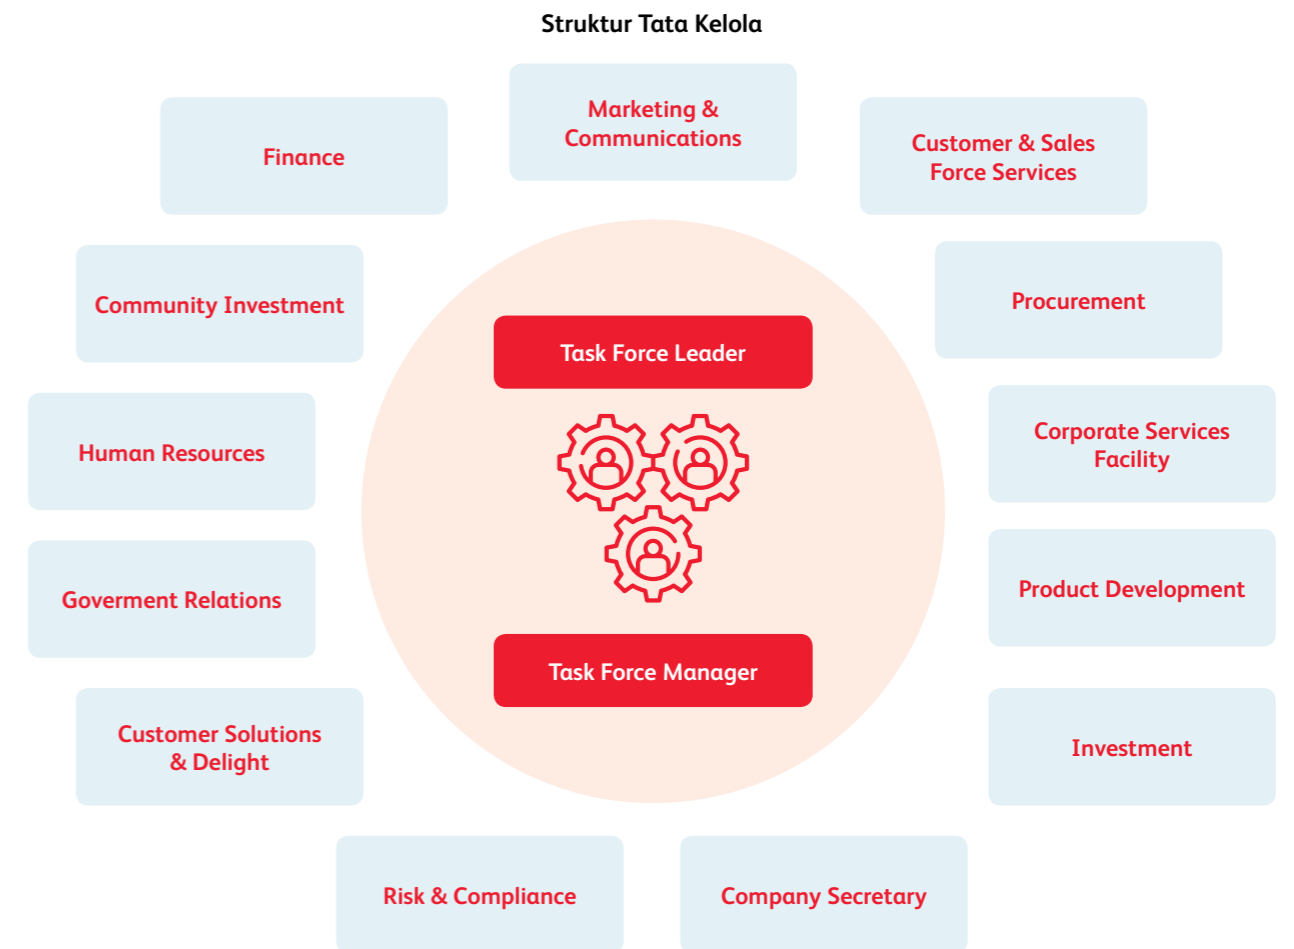 Struktur Tata Kelola
Marketing &
Communications
Finance
Customer & Sales
Force Services
Community Investment
Procurement
Task Force Leader
Human Resources
Corporate Services
Facility
Goverment Relations
Product Development
Task Force Manager
Customer Solutions
& Delight
Investment
Risk & Compliance
Company Secretary